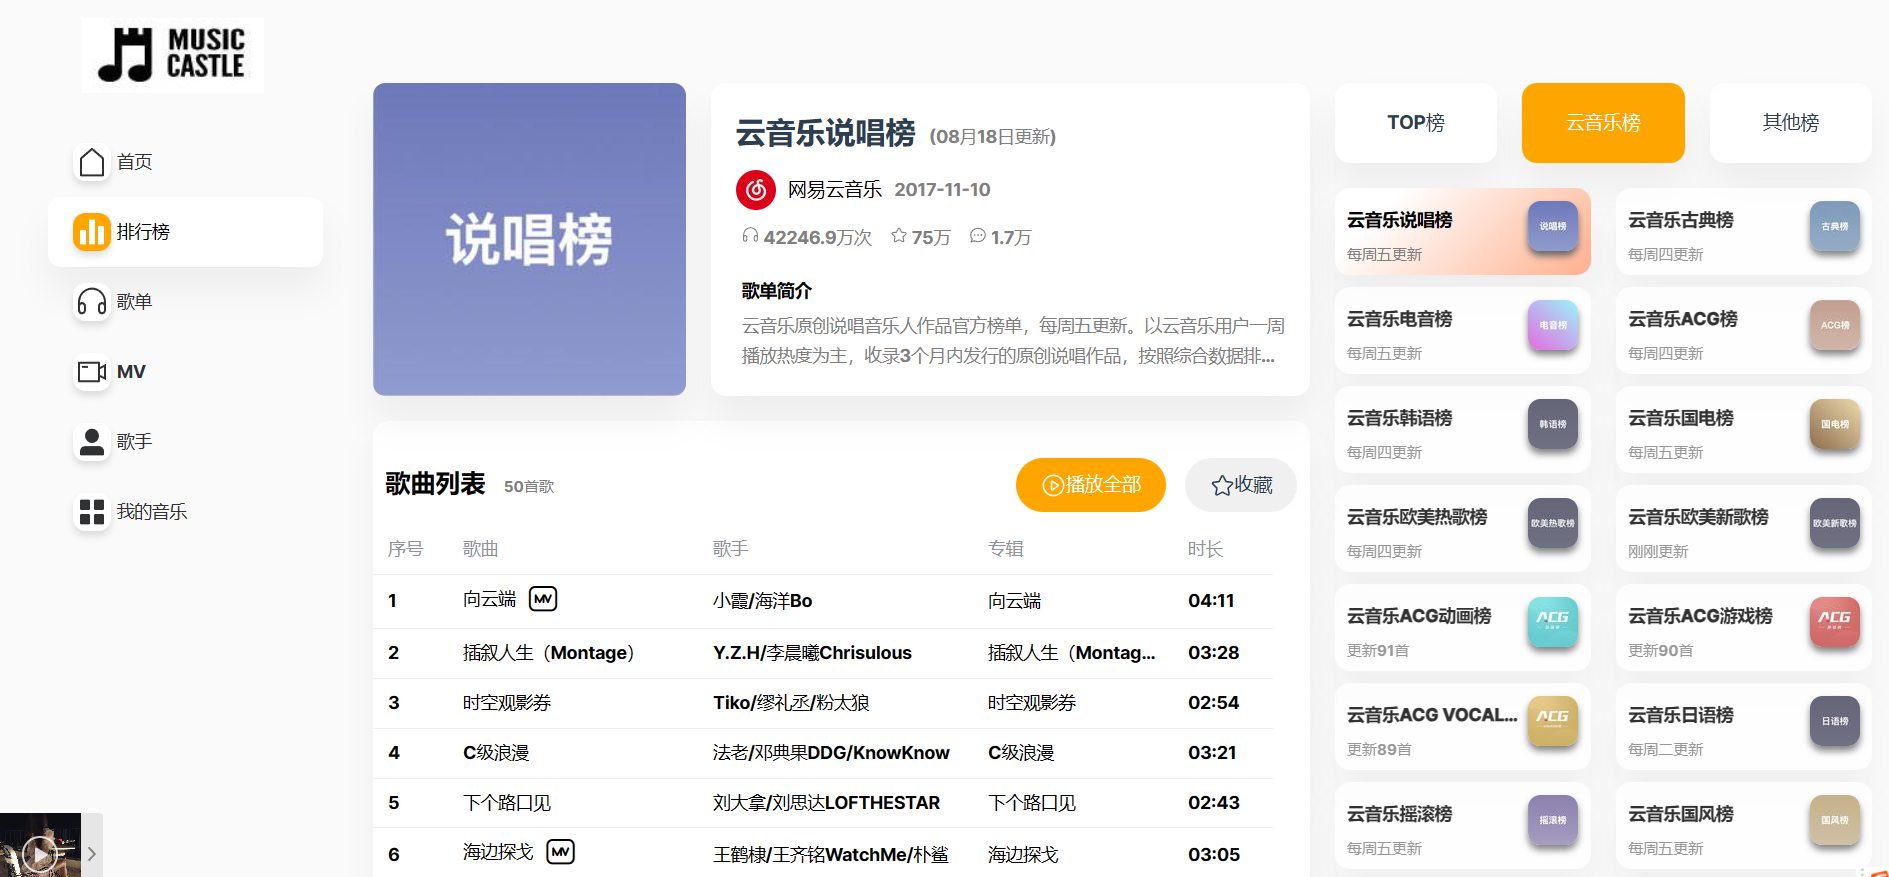 MUSIC
CASTLE
首页
排行榜
歌单
MV
歌手
我的音乐
说唱榜
云音乐说唱榜 (08月18日更新)
网易云音乐 2017-11-10
42246.9万次 75万 1.7万
歌单简介
云音乐原创说唱音乐人作品官方榜单，每周五更新。以云音乐用户一周
播放热度为主，收录3个月内发行的原创说唱作品，按照综合数据排...
歌曲列表 50首歌
播放全部 收藏
序号 歌曲 歌手 专辑 时长
1 向云端 MV 小霞/海洋Bo 向云端 04:11
2 插叙人生（Montage） Y.Z.H/李晨曦Chrisulous 插叙人生（Montag... 03:28
3 时空观影券 Tiko/缪礼丞/粉太狼 时空观影券 02:54
4 C级浪漫 法老/邓典果DDG/KnowKnow C级浪漫 03:21
5 下个路口见 刘大拿/刘思达LOFTHESTAR 下个路口见 02:43
6 海边探戈 MV 王鹤棣/王齐铭WatchMe/朴鲨 海边探戈 03:05
TOP榜 云音乐榜 其他榜
云音乐说唱榜 说唱榜
每周五更新
云音乐古典榜 古典榜
每周四更新
云音乐电音榜 电音榜
每周五更新
云音乐ACG榜 ACG榜
每周四更新
云音乐韩语榜 韩语榜
每周四更新
云音乐国电榜 国电榜
每周五更新
云音乐欧美热歌榜 欧美热歌榜
每周四更新
云音乐欧美新歌榜 欧美新歌榜
刚刚更新
云音乐ACG动画榜 ACG
更新91首
云音乐ACG游戏榜 ACG
更新90首
云音乐ACG VOCAL... ACG
更新89首
云音乐日语榜 日语榜
每周二更新
云音乐摇滚榜 摇滚榜
每周五更新
云音乐国风榜 国风榜
每周五更新